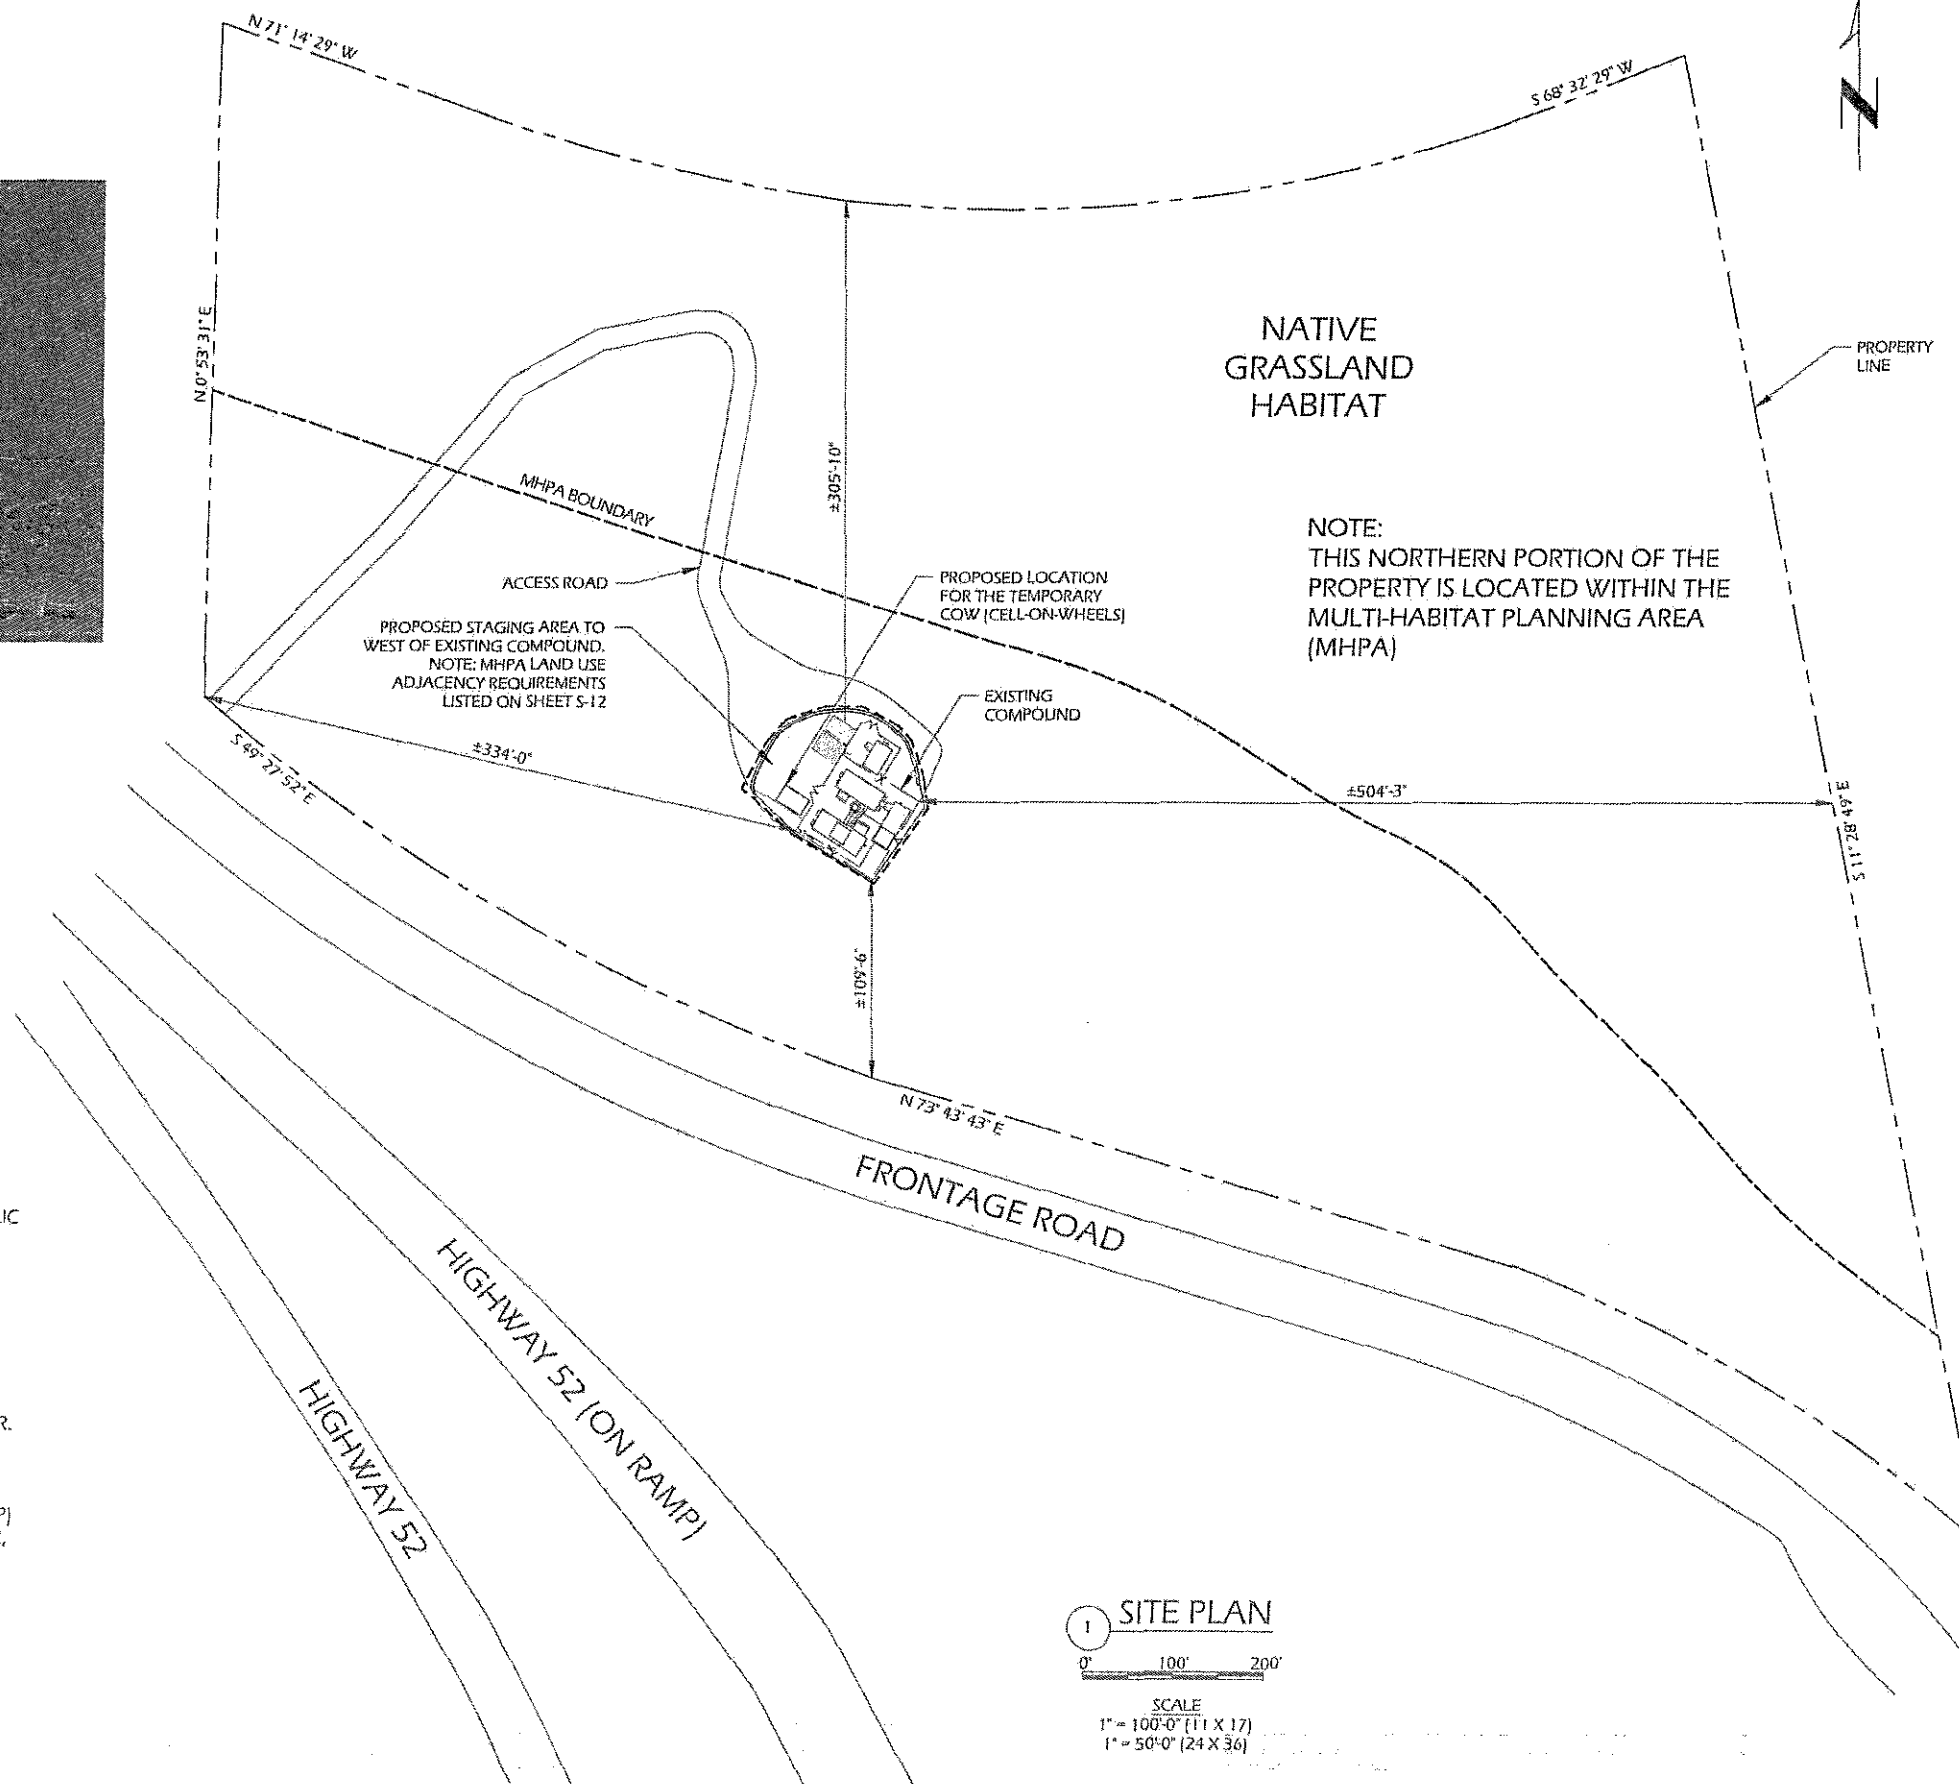 N 71° 14' 29" W
S 68° 32' 29" W
N
N 0° 53' 31" E
NATIVE
GRASSLAND
HABITAT
PROPERTY
LINE
±305'-10"
MHPA BOUNDARY
NOTE:
THIS NORTHERN PORTION OF THE
PROPERTY IS LOCATED WITHIN THE
MULTI-HABITAT PLANNING AREA
(MHPA)
ACCESS ROAD
PROPOSED LOCATION
FOR THE TEMPORARY
COW (CELL-ON-WHEELS)
PROPOSED STAGING AREA TO
WEST OF EXISTING COMPOUND.
NOTE: MHPA LAND USE
ADJACENCY REQUIREMENTS
LISTED ON SHEET S-12
EXISTING
COMPOUND
S 49° 27' 52" E
±334'-0"
±504'-3"
S 11° 28' 49" E
±109'-6"
N 73° 43' 43" E
FRONTAGE ROAD
HIGHWAY 52 (ON RAMP)
HIGHWAY 52
IC
R.
P)
1 SITE PLAN
0' 100' 200'
SCALE
1" = 100'-0" (11 X 17)
1" = 50'-0" (24 X 36)